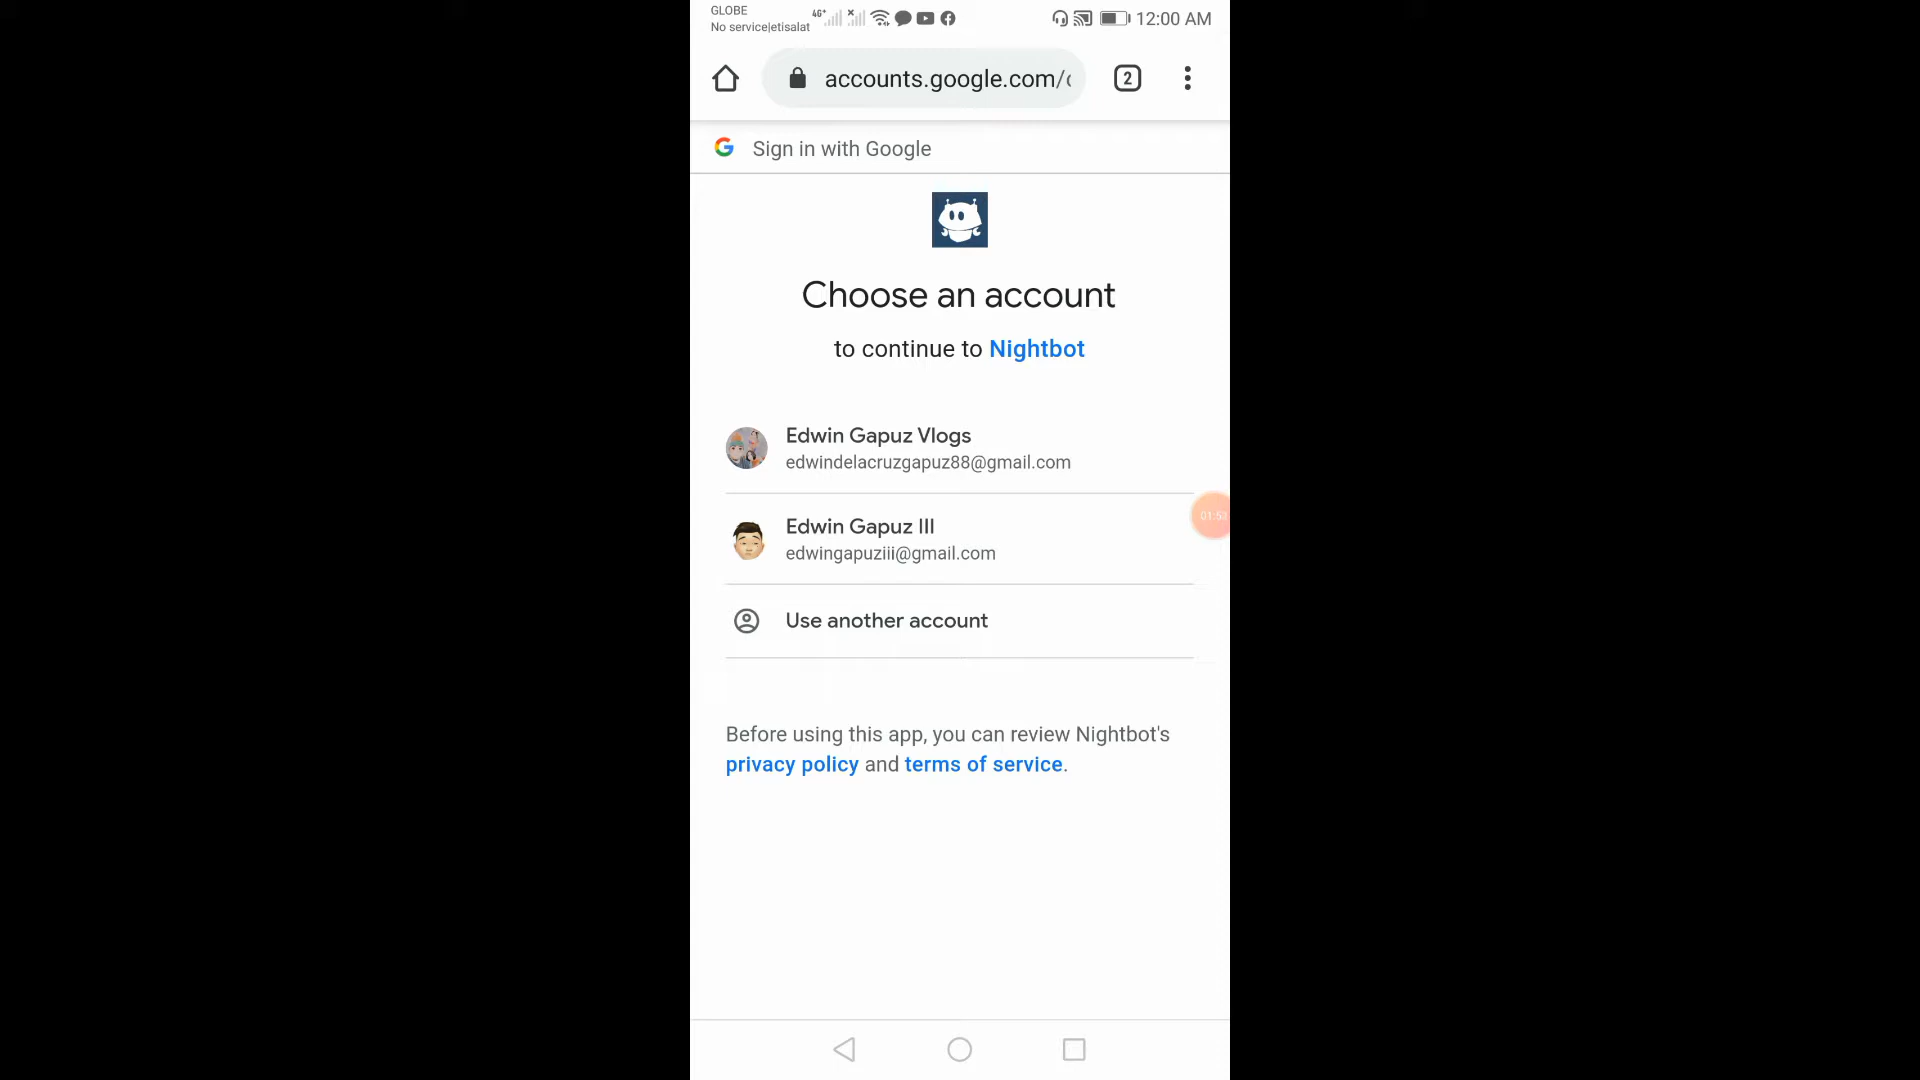 GLOBE
No service|etisalat
4G+
12:00 AM
accounts.google.com/
2
Sign in with Google
Choose an account
to continue to Nightbot
Edwin Gapuz Vlogs
edwindelacruzgapuz88@gmail.com
Edwin Gapuz III
edwingapuziii@gmail.com
Use another account
Before using this app, you can review Nightbot's
privacy policy and terms of service.